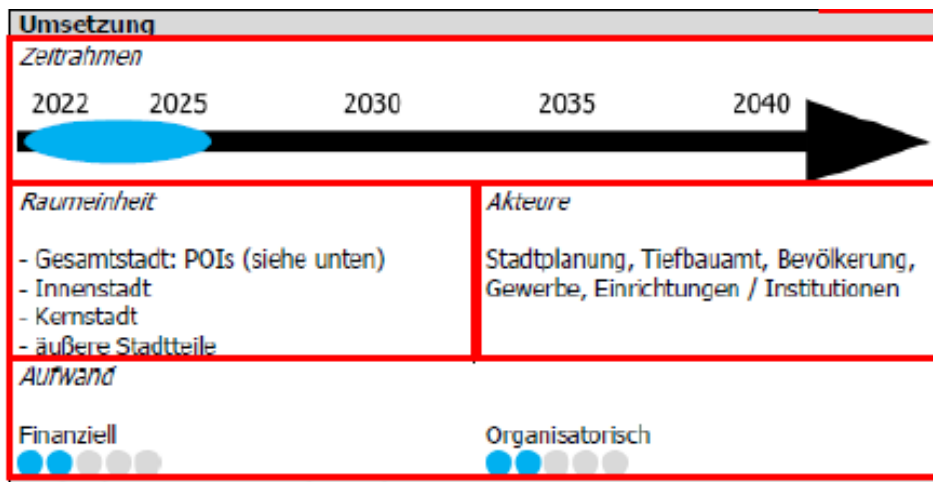 Umsetzung
Zeitrahmen
2022 2025 2030 2035 2040
Raumeinheit
- Gesamtstadt: POIs (siehe unten)
- Innenstadt
- Kernstadt
- äußere Stadtteile
Akteure
Stadtplanung, Tiefbauamt, Bevölkerung,
Gewerbe, Einrichtungen / Institutionen
Aufwand
Finanziell
Organisatorisch